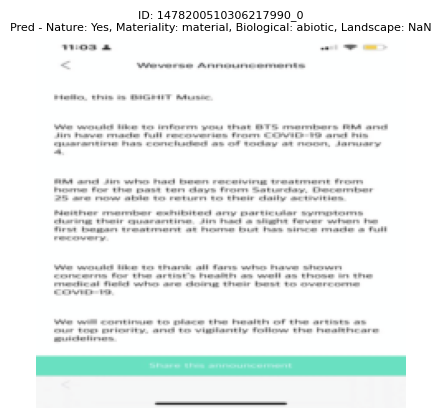 ID: 1478200510306217990_0
Pred - Nature: Yes, Materiality: material, Biological: abiotic, Landscape: NaN
11:03
Weverse Announcements
Hello, this is BIGHIT Music.
We would like to inform you that BTS members RM and
Jin have made full recoveries from COVID-19 and his
quarantine has concluded as of today at noon, January
4.
RM and Jin who had been receiving treatment from
home for the past ten days from Saturday, December
25 are now able to return to their daily activities.
Neither member exhibited any particular symptoms
during their quarantine. Jin had a slight fever when he
first began treatment at home but has since made a full
recovery.
We would like to thank all fans who have shown
concerns for the artist's health as well as those in the
medical field who are doing their best to overcome
COVID-19.
We will continue to place the health of the artists as
our top priority, and to vigilantly follow the healthcare
guidelines.
Share this announcement